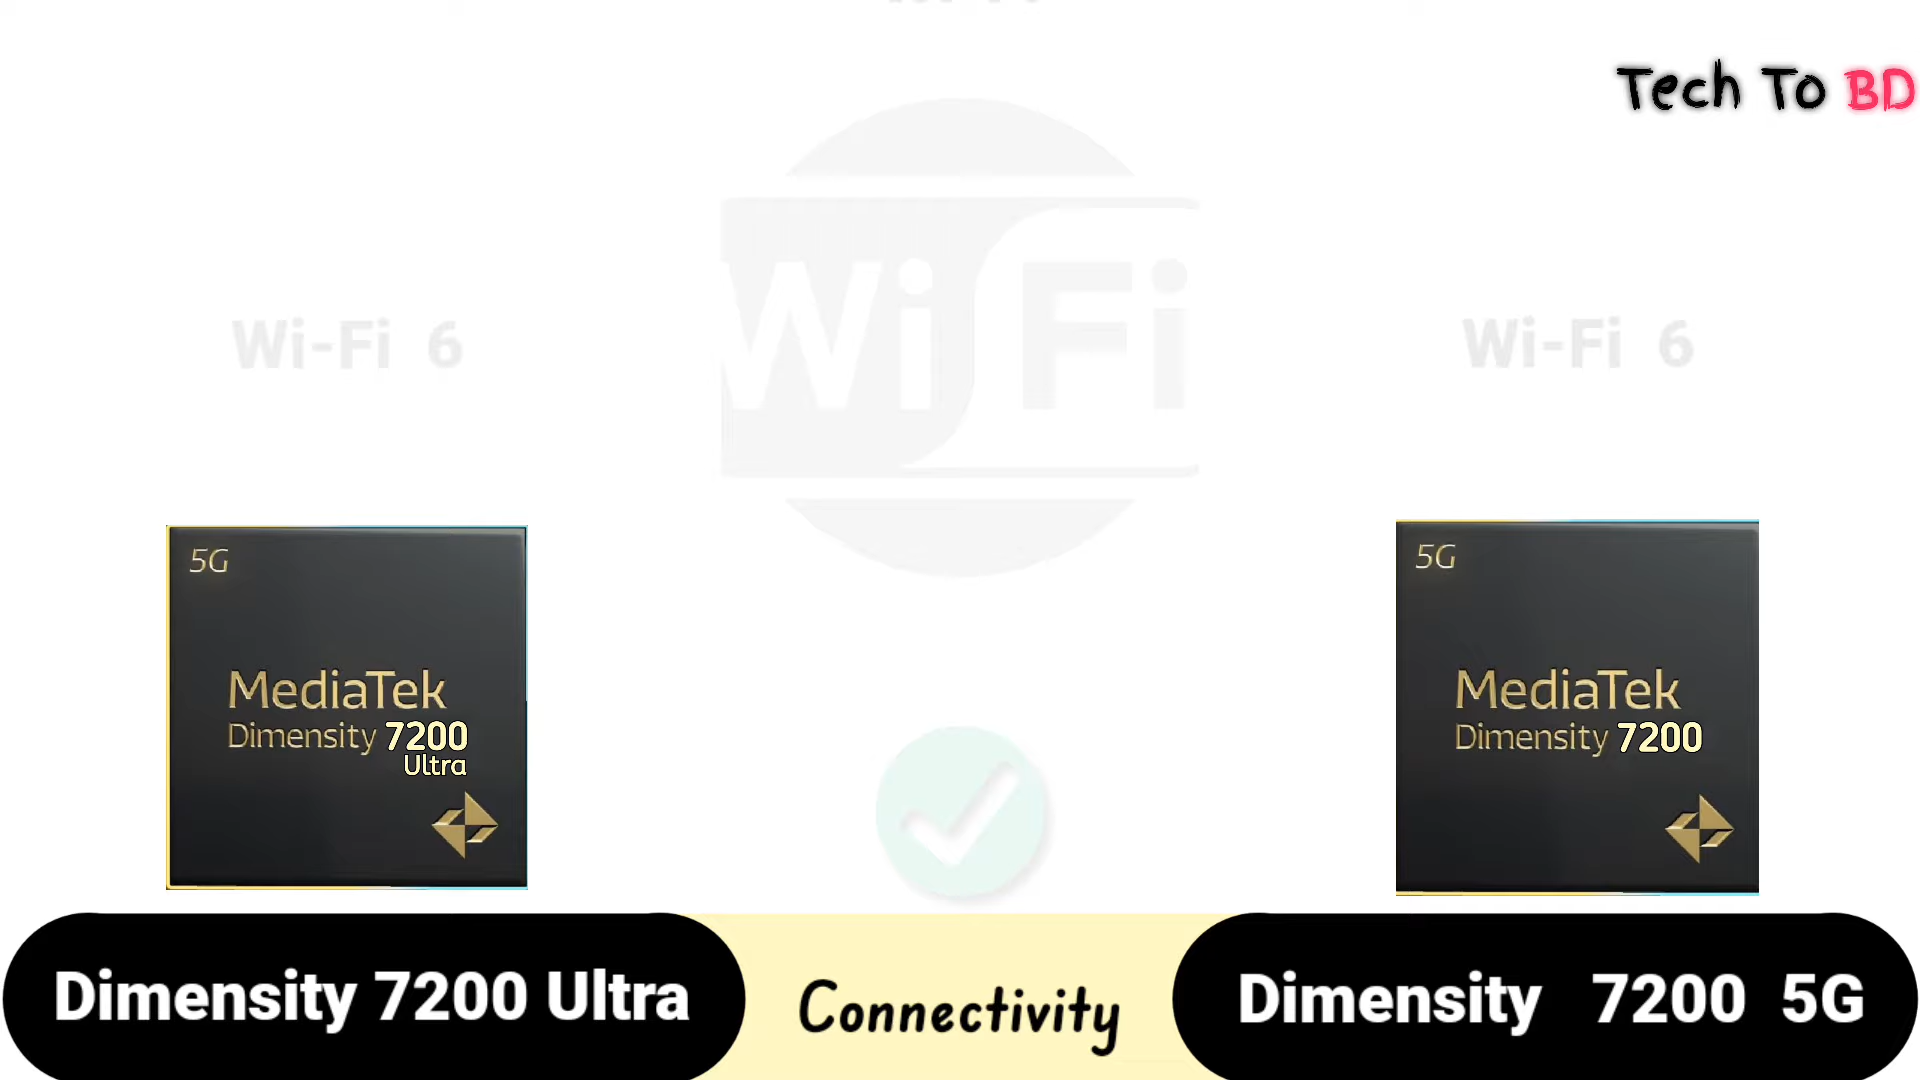 Tech To BD
WiFi
Wi-Fi 6
Wi-Fi 6
5G
MediaTek
Dimensity 7200
Ultra
5G
MediaTek
Dimensity 7200
Dimensity 7200 Ultra
Connectivity
Dimensity 7200 5G